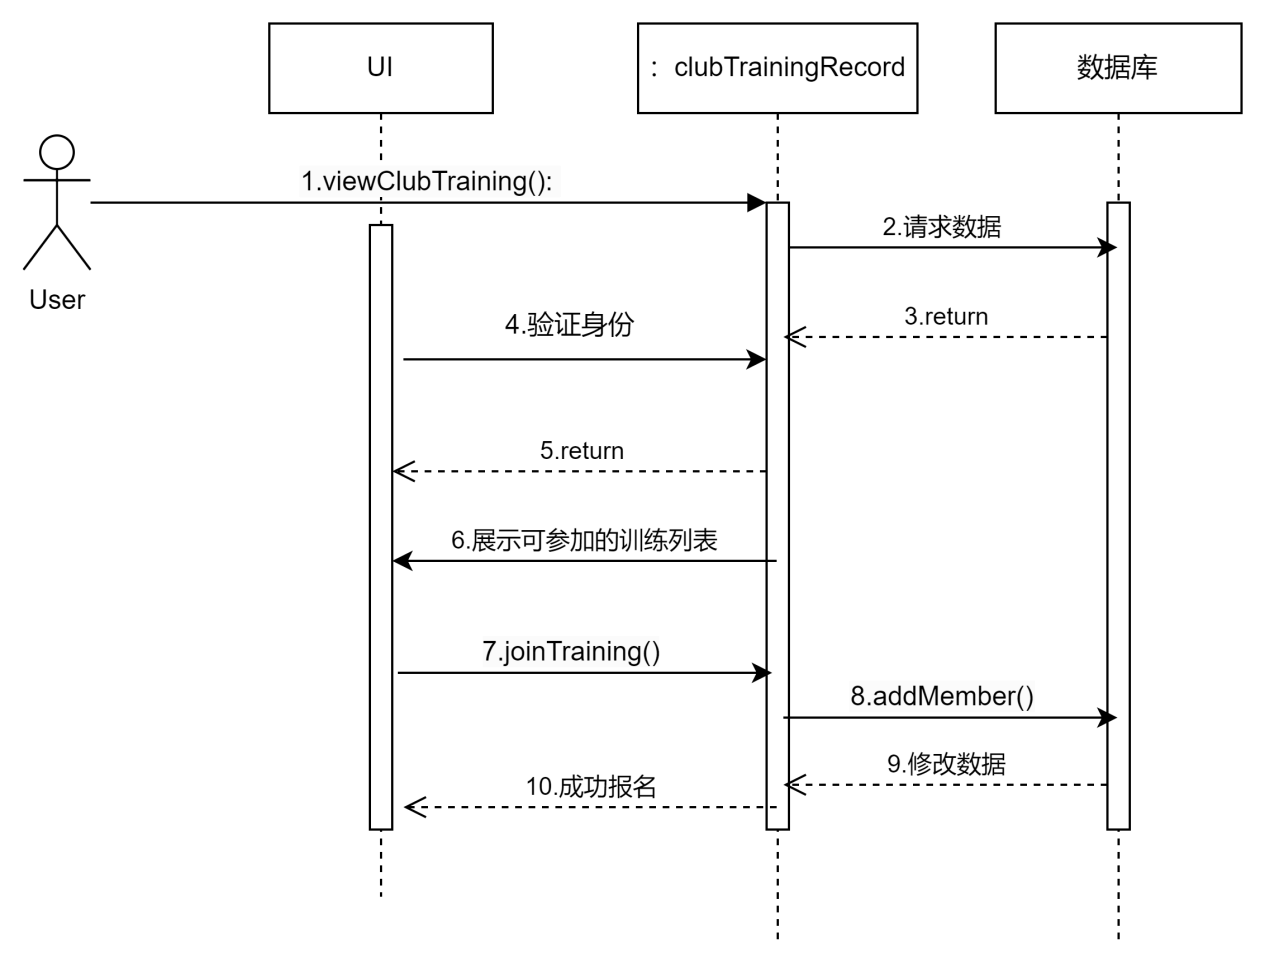 UI
：clubTrainingRecord
数据库
1.viewClubTraining():
2.请求数据
User
3.return
4.验证身份
5.return
6.展示可参加的训练列表
7.joinTraining()
8.addMember()
9.修改数据
10.成功报名